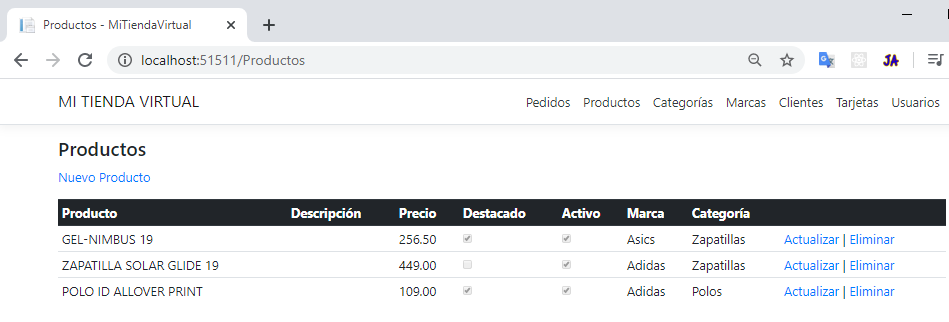 Productos - MiTiendaVirtual
localhost:51511/Productos
JA
MI TIENDA VIRTUAL Pedidos Productos Categorías Marcas Clientes Tarjetas Usuarios
Productos
Nuevo Producto
Producto Descripción Precio Destacado Activo Marca Categoría
GEL-NIMBUS 19 256.50 Asics Zapatillas Actualizar | Eliminar
ZAPATILLA SOLAR GLIDE 19 449.00 Adidas Zapatillas Actualizar | Eliminar
POLO ID ALLOVER PRINT 109.00 Adidas Polos Actualizar | Eliminar